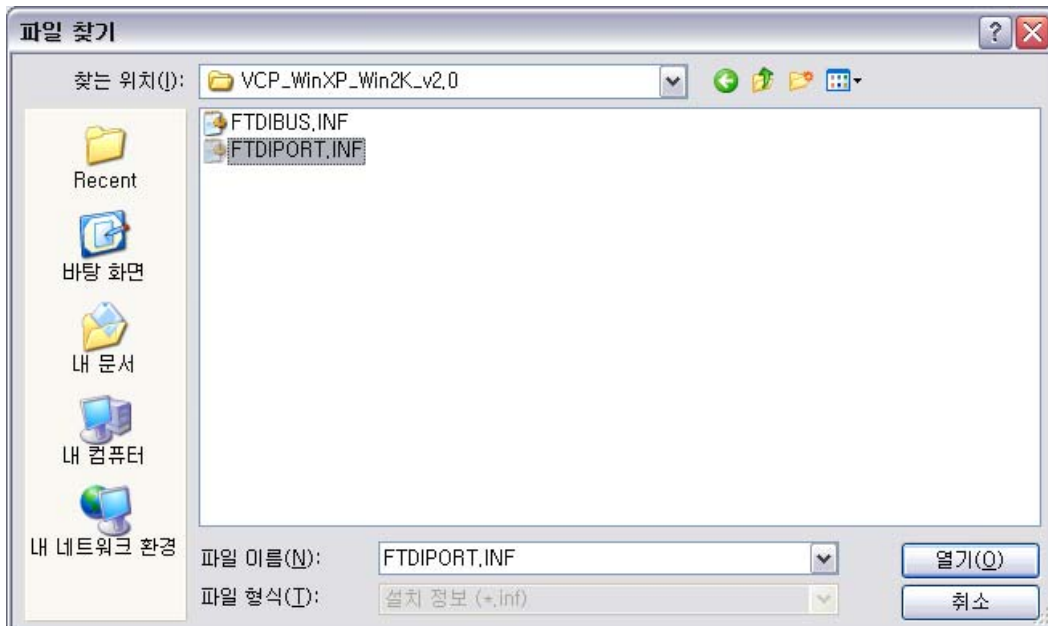 파일 찾기
찾는 위치(I):
VCP_WinXP_Win2K_v2.0
FTDIBUS.INF
FTDIPORT.INF
Recent
바탕 화면
내 문서
내 컴퓨터
내 네트워크 환경
파일 이름(N):
FTDIPORT.INF
열기(O)
파일 형식(T):
설치 정보 (*.inf)
취소